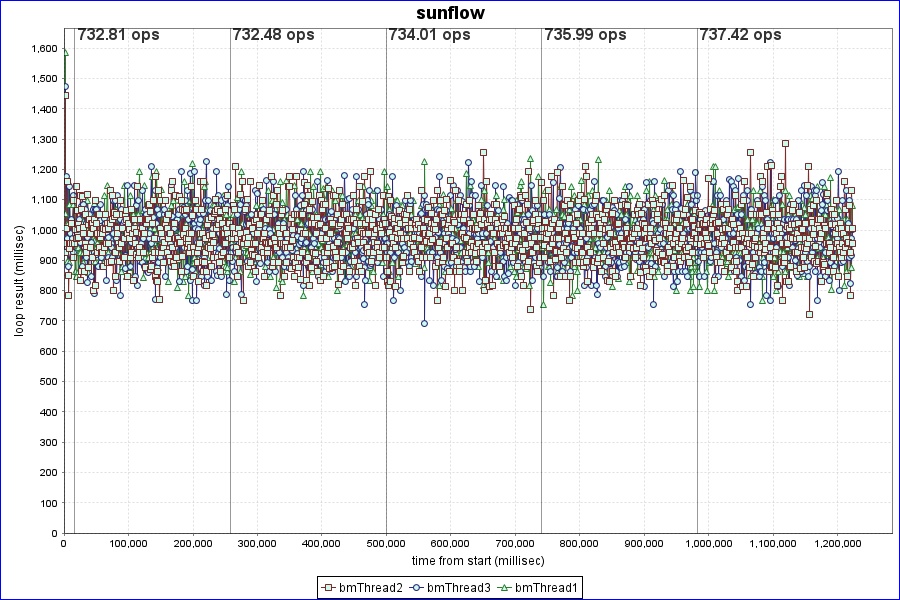 sunflow
732.81 ops 732.48 ops 734.01 ops 735.99 ops 737.42 ops
1,600
1,500
1,400
1,300
1,200
1,100
1,000
900
800
700
600
500
400
300
200
100
0
loop result (millisec)
0 100,000 200,000 300,000 400,000 500,000 600,000 700,000 800,000 900,000 1,000,000 1,100,000 1,200,000
time from start (millisec)
bmThread2 bmThread3 bmThread1